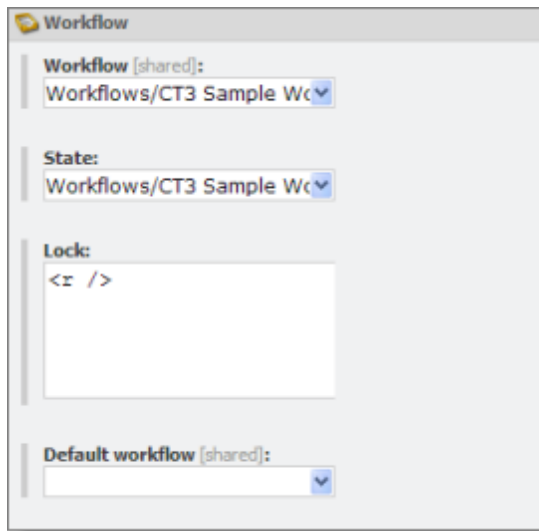 Workflow
Workflow [shared]:
Workflows/CT3 Sample Wo
State:
Workflows/CT3 Sample Wo
Lock:
<r />
Default workflow [shared]: